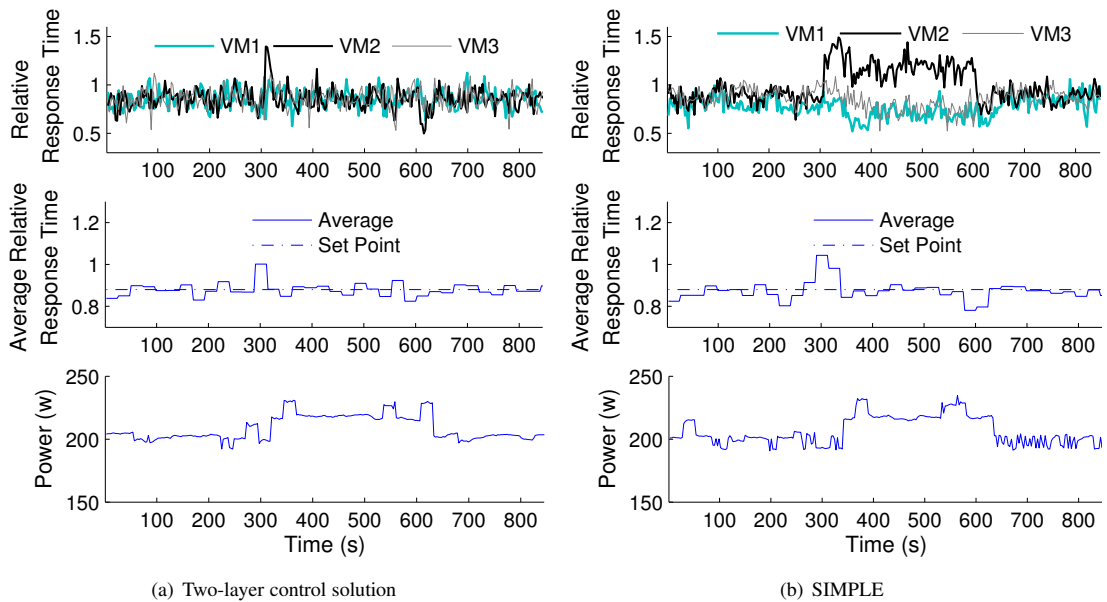 Relative
Response Time
1.5
1
0.5
VM1 VM2 VM3
100 200 300 400 500 600 700 800
Average Relative
Response Time
1.2
1
0.8
Average
Set Point
100 200 300 400 500 600 700 800
Power (w)
250
200
150
100 200 300 400 500 600 700 800
Time (s)
(a) Two-layer control solution
Relative
Response Time
1.5
1
0.5
VM1 VM2 VM3
100 200 300 400 500 600 700 800
Average Relative
Response Time
1.2
1
0.8
Average
Set Point
100 200 300 400 500 600 700 800
Power (w)
250
200
150
100 200 300 400 500 600 700 800
Time (s)
(b) SIMPLE